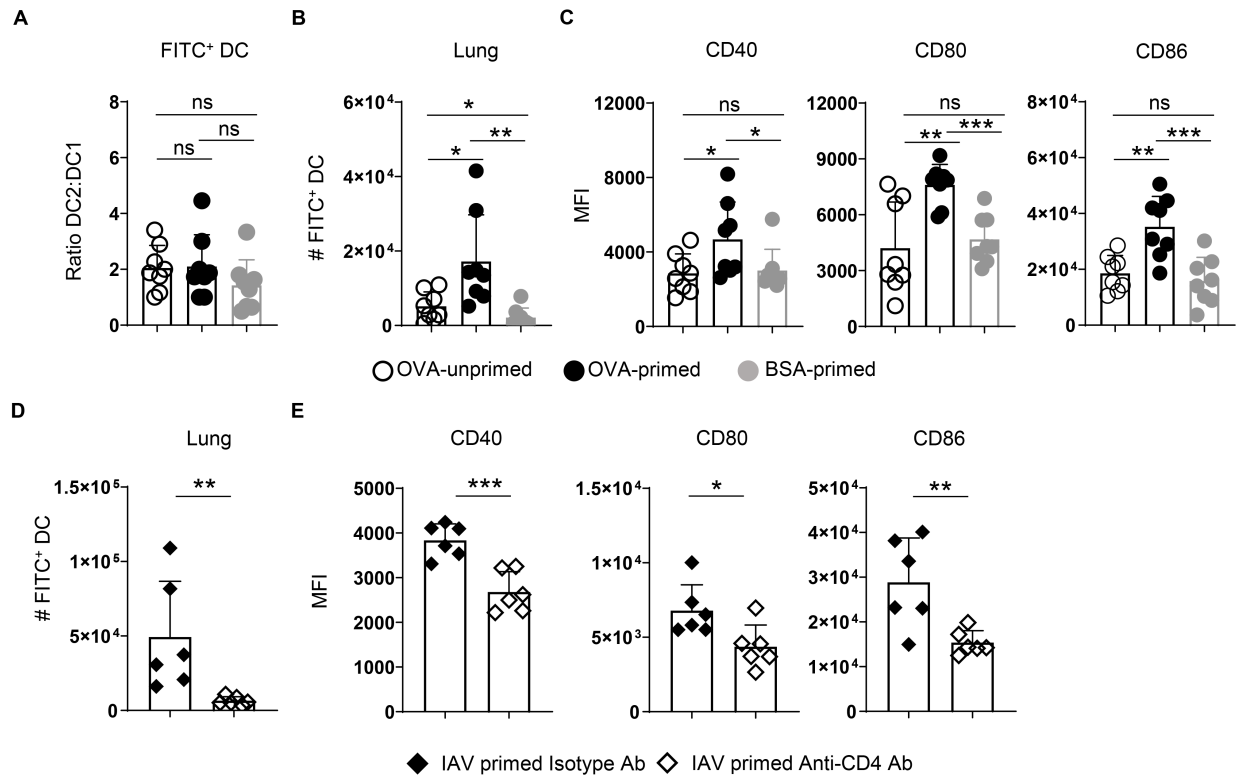 A
B
C
FITC⁺ DC
Lung
CD40
CD80
CD86
Ratio DC2:DC1
8
6
4
2
0
ns
ns
ns
# FITC⁺ DC
6×10⁴
4×10⁴
2×10⁴
0
*
**
*
MFI
12000
8000
4000
0
ns
*
*
12000
9000
6000
3000
0
ns
***
**
8×10⁴
6×10⁴
4×10⁴
2×10⁴
0
ns
***
**
OVA-unprimed OVA-primed BSA-primed
D
E
Lung
CD40
CD80
CD86
# FITC⁺ DC
1.5×10⁵
1×10⁵
5×10⁴
0
**
MFI
5000
4000
3000
2000
1000
0
***
1.5×10⁴
1×10⁴
5×10³
0
*
5×10⁴
4×10⁴
3×10⁴
2×10⁴
1×10⁴
0
**
IAV primed Isotype Ab IAV primed Anti-CD4 Ab